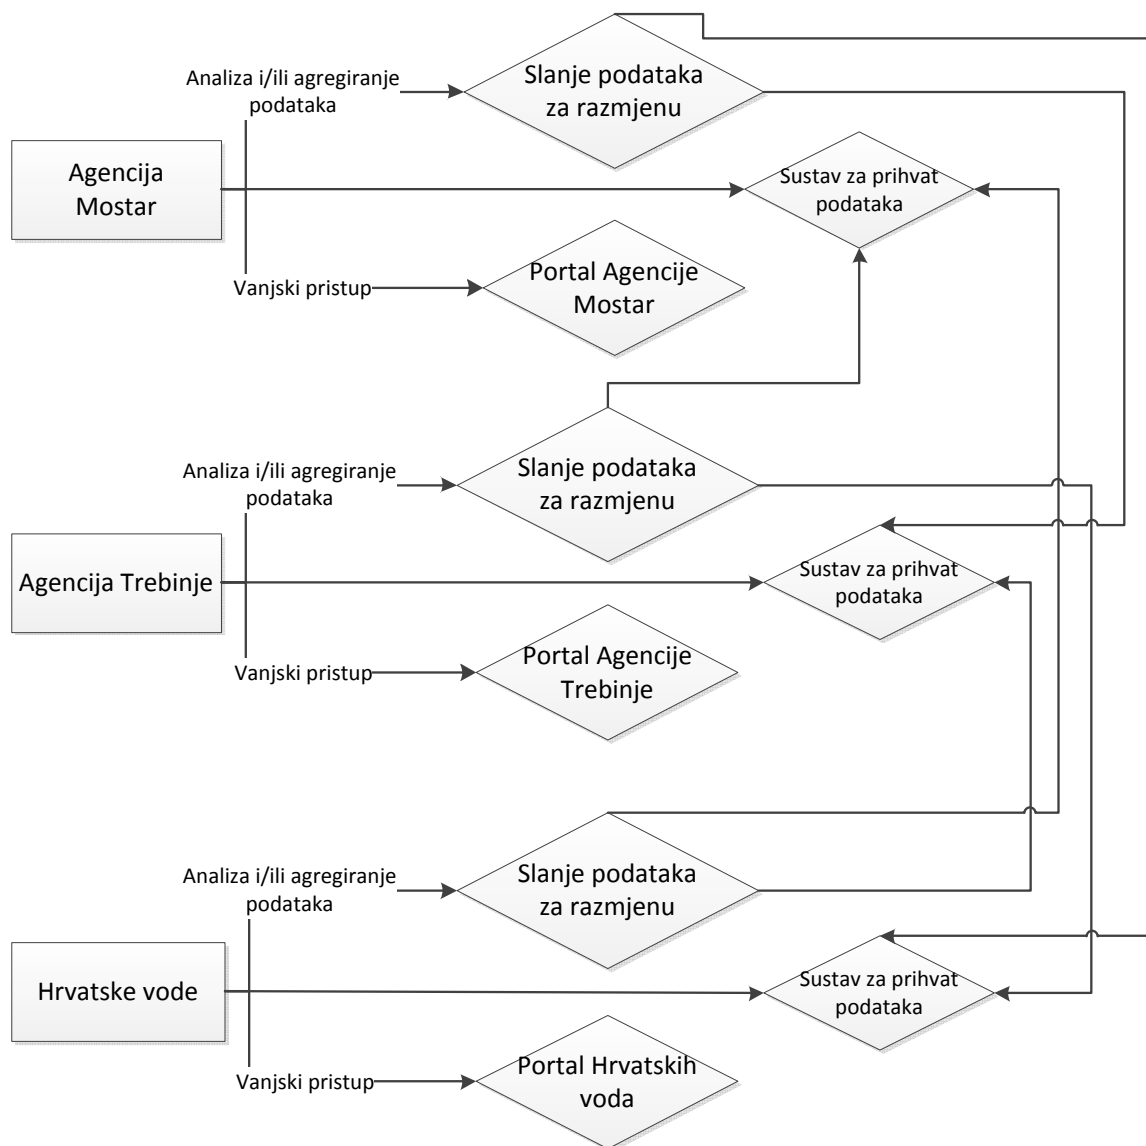 Analiza i/ili agregiranje
podataka
Slanje podataka
za razmjenu
Agencija
Mostar
Sustav za prihvat
podataka
Vanjski pristup
Portal Agencije
Mostar
Analiza i/ili agregiranje
podataka
Slanje podataka
za razmjenu
Agencija Trebinje
Sustav za prihvat
podataka
Vanjski pristup
Portal Agencije
Trebinje
Analiza i/ili agregiranje
podataka
Slanje podataka
za razmjenu
Hrvatske vode
Sustav za prihvat
podataka
Vanjski pristup
Portal Hrvatskih
voda